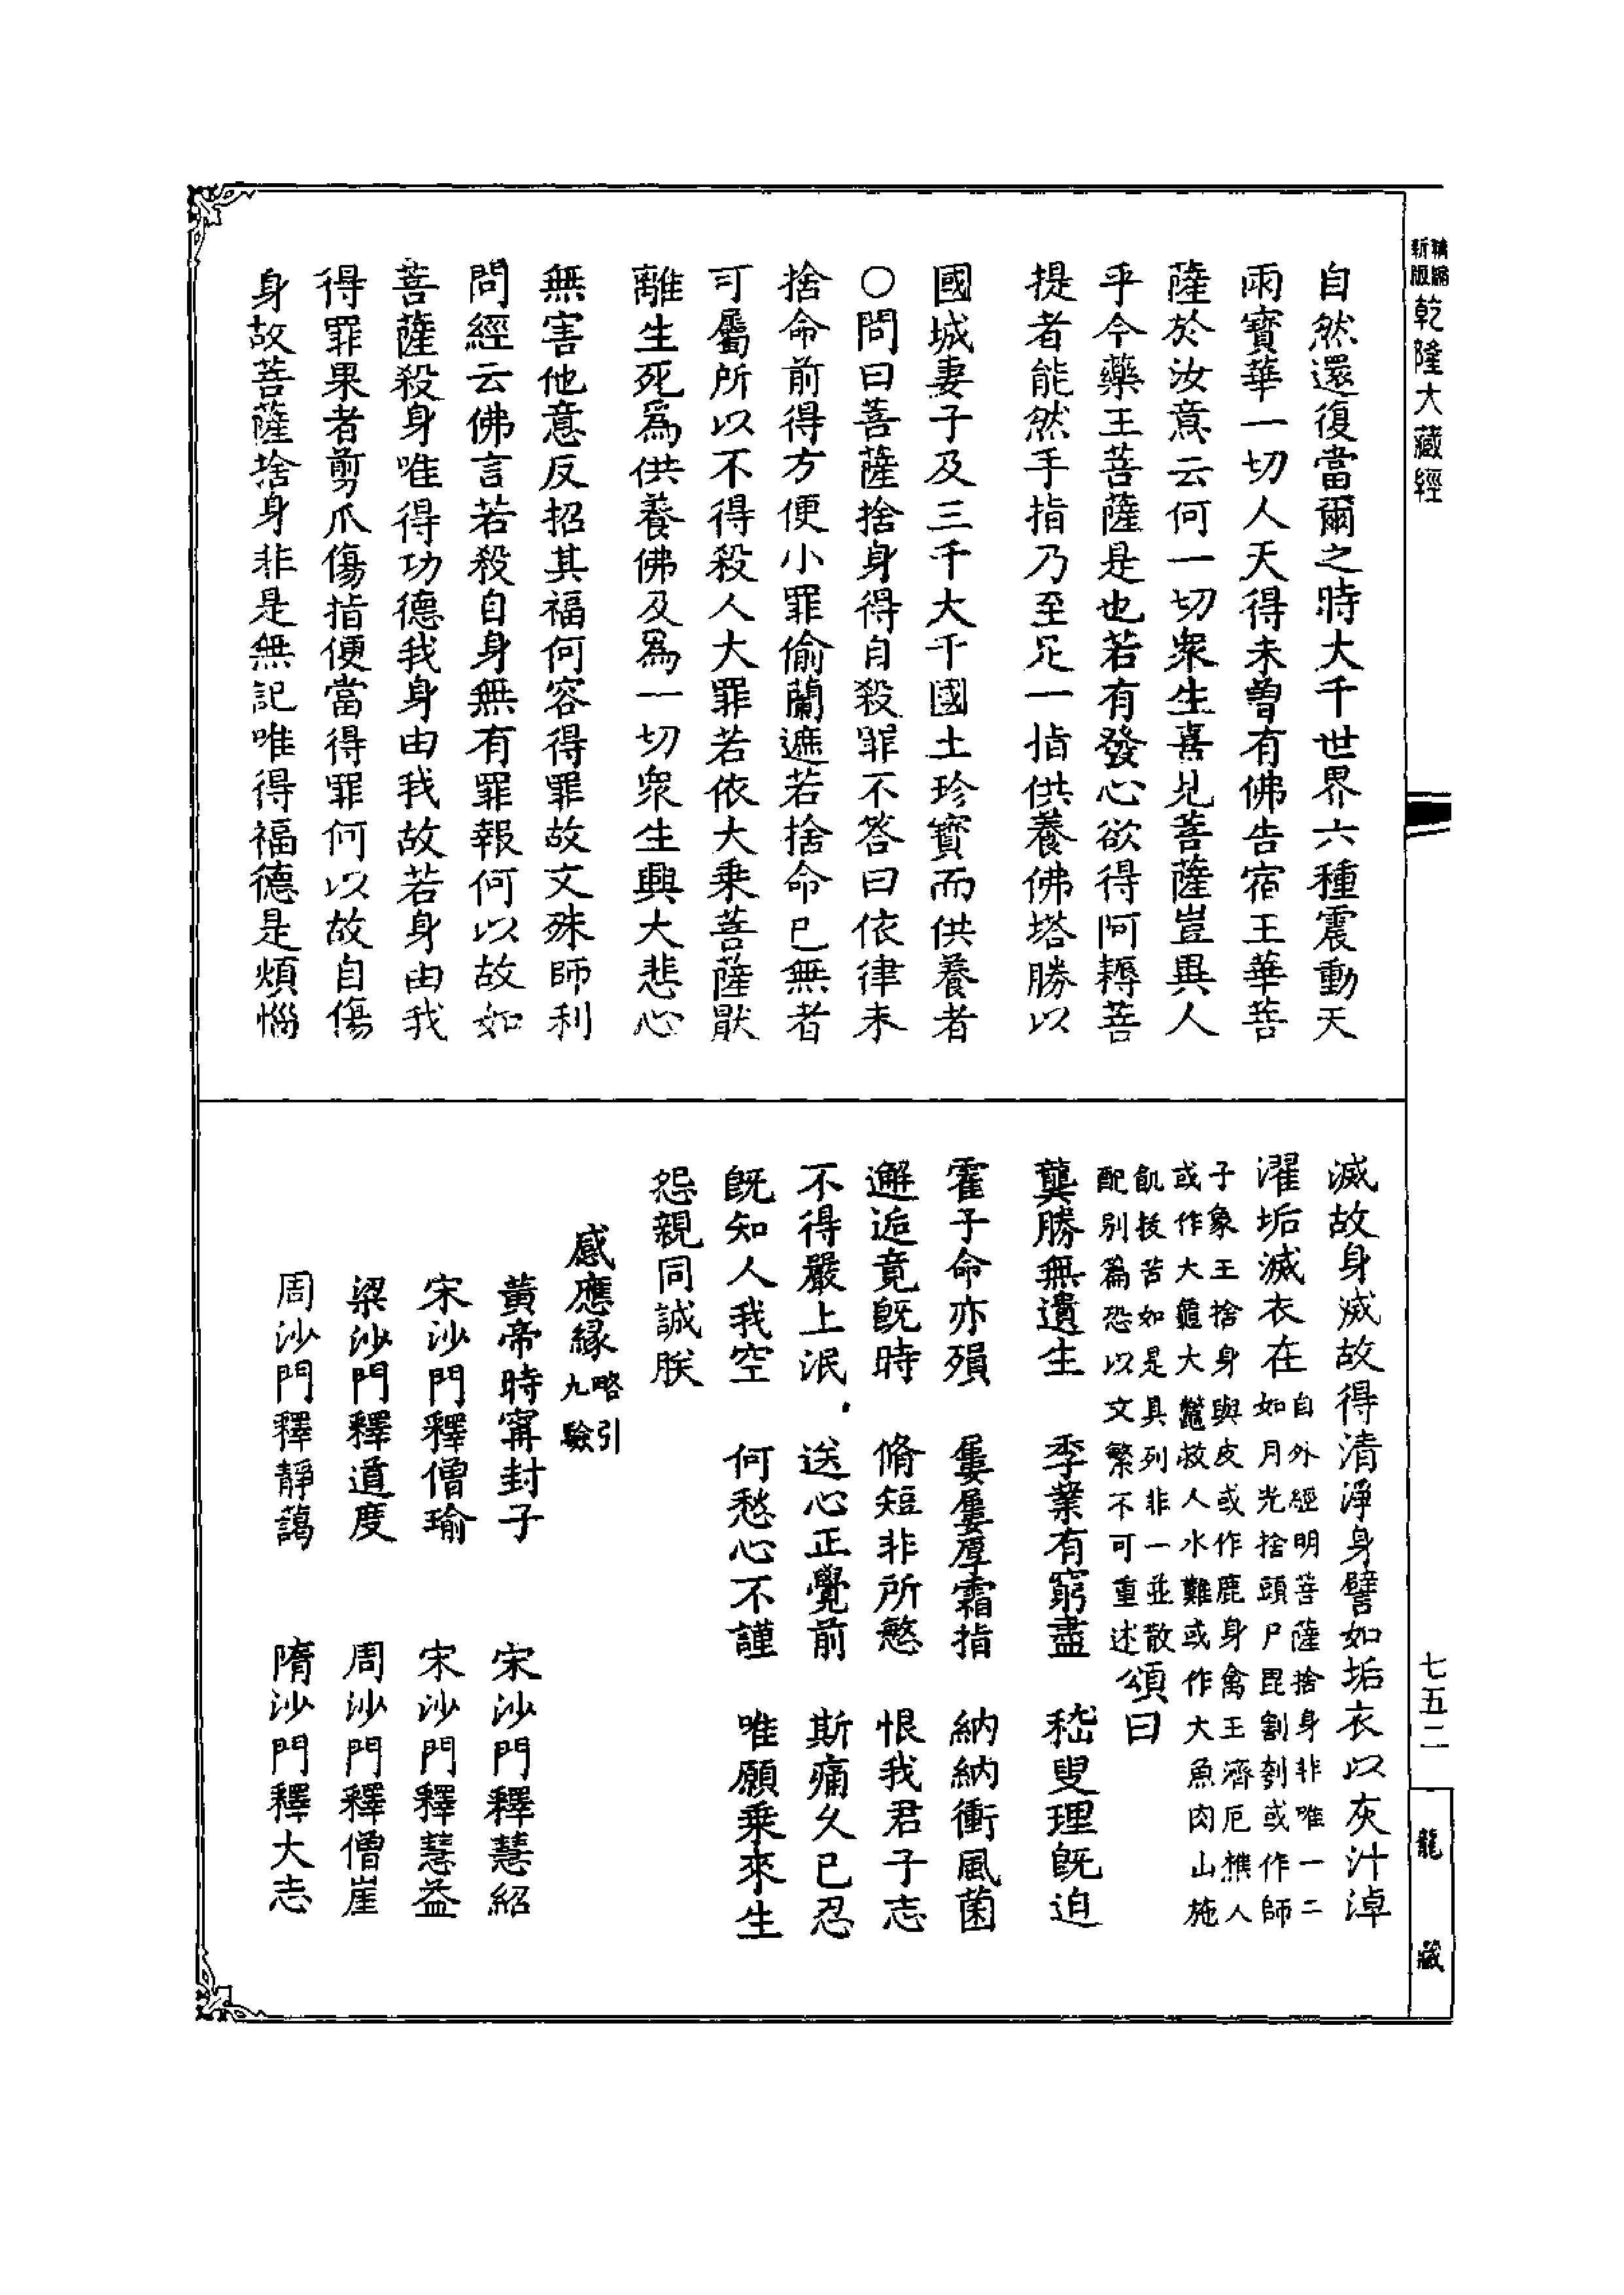 新版精縮
乾隆大藏經
七五二
龍藏
自然還復當爾之時大千世界六種震動天
雨寶華一切人天得未曾有佛告宿王華菩
薩於汝意云何一切衆生喜見菩薩豈異人
乎今藥王菩薩是也若有發心欲得阿耨菩
提者能然手指乃至足一指供養佛塔勝以
國城妻子及三千大千國土珍寶而供養者
○問曰菩薩捨身得自殺罪不答曰依律未
捨命前得方便小罪偷蘭遮若捨命已無者
可屬所以不得殺人大罪若依大乘菩薩厭
離生死爲供養佛及爲一切衆生興大悲心
無害他意反招其福何容得罪故文殊師利
問經云佛言若殺自身無有罪報何以故如
菩薩殺身唯得功德我身由我故若身由我
得罪果者剪爪傷指便當得罪何以故自傷
身故菩薩捨身非是無記唯得福德是煩惱
滅故身滅故得清淨身譬如垢衣以灰汁淖
濯垢滅衣在
自外經明菩薩捨身非唯一二
如月光捨頭尸毘割刳或作師
子象王捨身與皮或作鹿身禽王濟厄樵人
或作大龜大鼈救人水難或作大魚肉山施
飢拔苦如是具列非一並散
配別篇恐以文繁不可重述
頌曰
龔勝無遺生　季業有窮盡　嵇叟理旣迫
霍子命亦殞　屢屢厚霜指　納納衝風菌
邂逅竟旣時　脩短非所慜　恨我君子志
不得嚴上泯　送心正覺前　斯痛久已忍
旣知人我空　何愁心不謹　唯願乘來生
怨親同誠朕
感應緣略引九驗
黃帝時甯封子　宋沙門釋慧紹
宋沙門釋僧瑜　宋沙門釋慧益
梁沙門釋道度　周沙門釋僧崖
周沙門釋靜藹　隋沙門釋大志